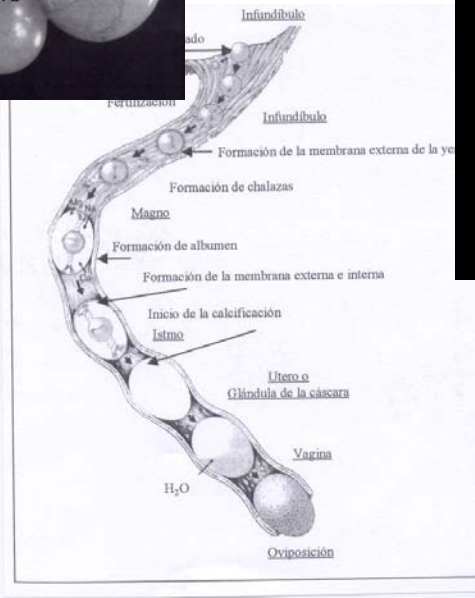 Infundíbulo
Fertilización
Infundíbulo
Formación de la membrana externa de la
Formación de chalazas
Magno
Formación de albumen
Formación de la membrana externa e interna
Inicio de la calcificación
Istmo
Utero o
Glándula de la cáscara
Vagina
H₂O
Oviposición